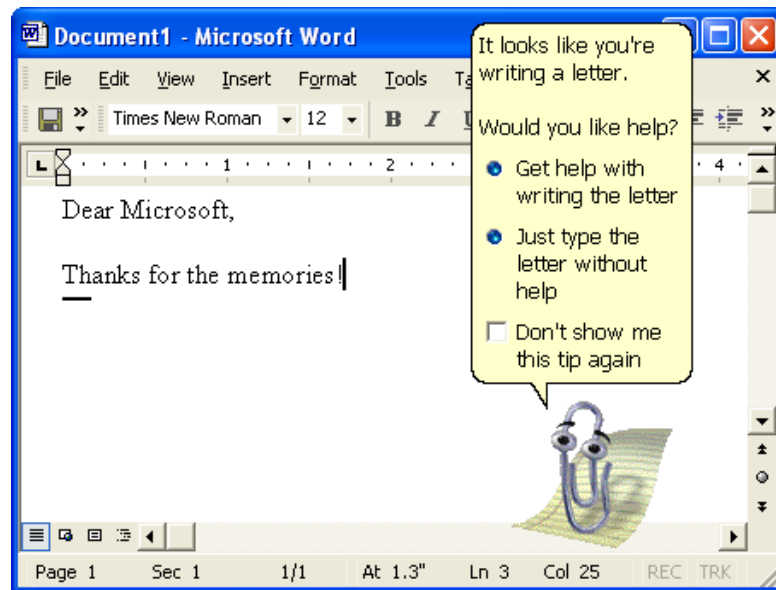 Document1 - Microsoft Word
File Edit View Insert Format Tools
Times New Roman 12 B I
1 2 4
Dear Microsoft,
Thanks for the memories!
It looks like you're
writing a letter.
Would you like help?
Get help with
writing the letter
Just type the
letter without
help
Don't show me
this tip again
Page 1 Sec 1 1/1 At 1.3" Ln 3 Col 25 REC TRK